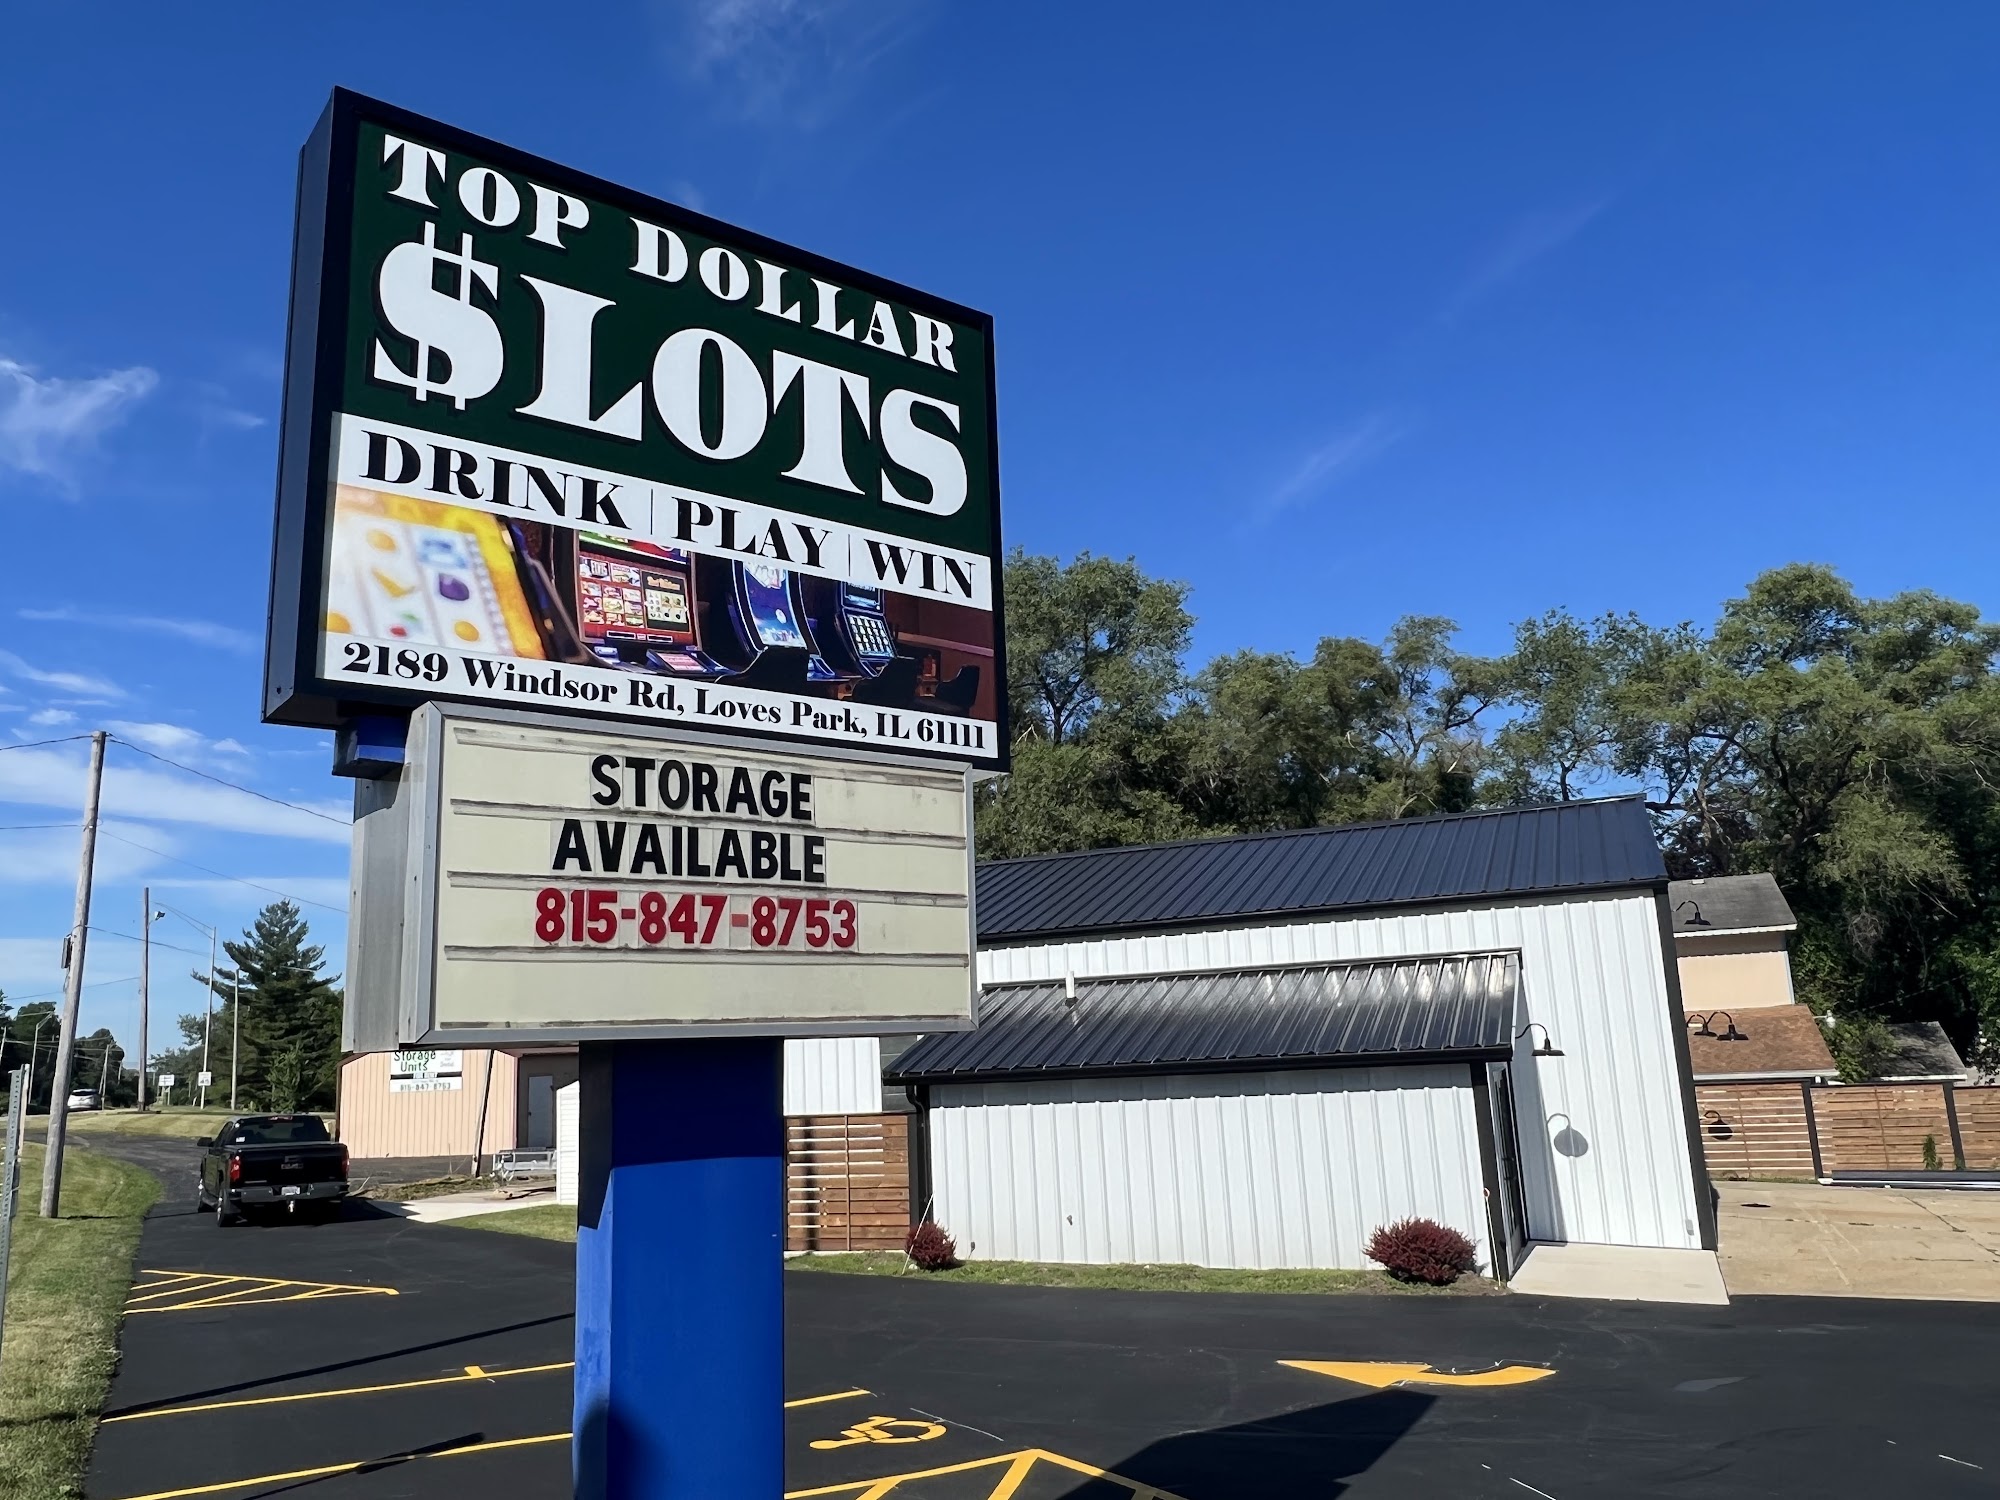 TOP DOLLAR
$LOTS
DRINK | PLAY | WIN
2189 Windsor Rd, Loves Park, IL 61111
STORAGE
AVAILABLE
815-847-8753
Storage
Units
815-847-8753